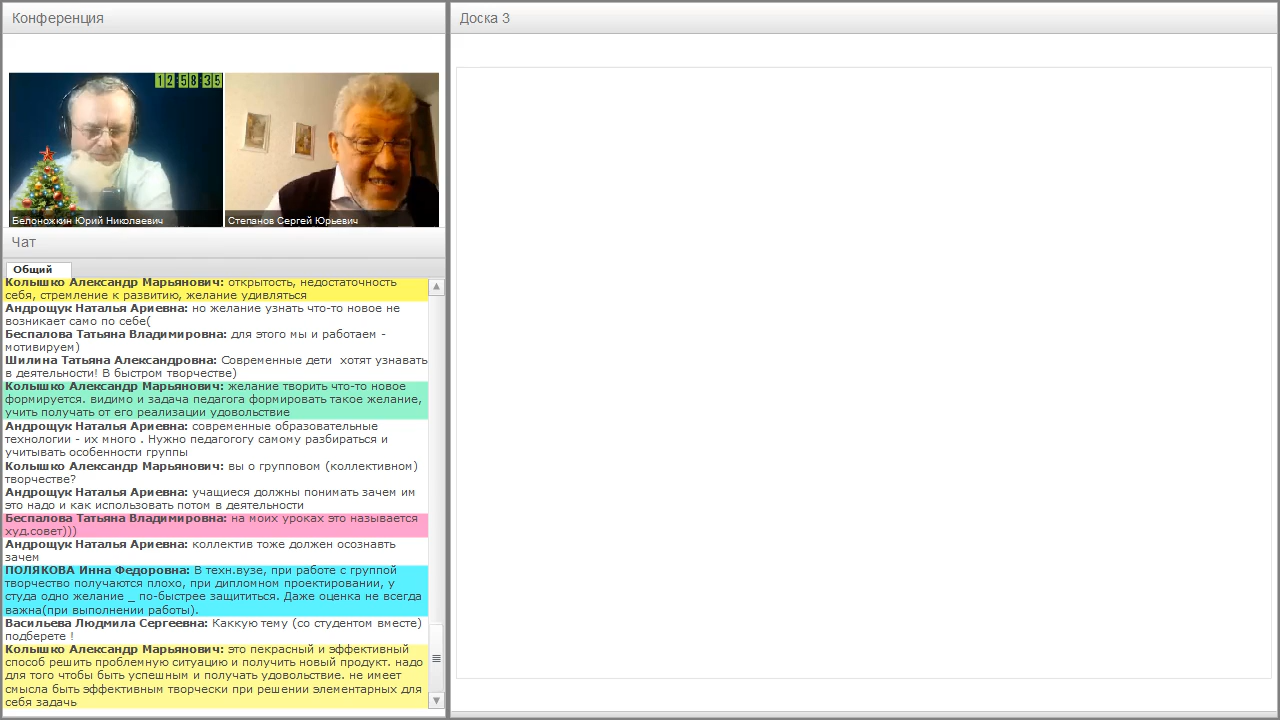 Конференция
Доска 3
12:58:35
Белоножкин Юрий Николаевич
Степанов Сергей Юрьевич
Чат
Общий
Колышко Александр Марьянович: открытость, недостаточность
себя, стремление к развитию, желание удивляться
Андрощук Наталья Ариевна: но желание узнать что-то новое не
возникает само по себе(
Беспалова Татьяна Владимировна: для этого мы и работаем -
мотивируем)
Шилина Татьяна Александровна: Современные дети  хотят узнавать
в деятельности! В быстром творчестве)
Колышко Александр Марьянович: желание творить что-то новое
формируется. видимо и задача педагога формировать такое желание,
учить получать от его реализации удовольствие
Андрощук Наталья Ариевна: современные образовательные
технологии - их много . Нужно педагогогу самому разбираться и
учитывать особенности группы
Колышко Александр Марьянович: вы о групповом (коллективном)
творчестве?
Андрощук Наталья Ариевна: учащиеся должны понимать зачем им
это надо и как использовать потом в деятельности
Беспалова Татьяна Владимировна: на моих уроках это называется
худ.совет)))
Андрощук Наталья Ариевна: коллектив тоже должен осознавть
зачем
ПОЛЯКОВА Инна Федоровна: В техн.вузе, при работе с группой
творчество получаются плохо, при дипломном проектировании, у
студа одно желание _ по-быстрее защититься. Даже оценка не всегда
важна(при выполнении работы).
Васильева Людмила Сергеевна: Каккую тему (со студентом вместе)
подберете !
Колышко Александр Марьянович: это пекрасный и эффективный
способ решить проблемную ситуацию и получить новый продукт. надо
для того чтобы быть успешным и получать удовольствие. не имеет
смысла быть эффективным творчески при решении элементарных для
себя задачь